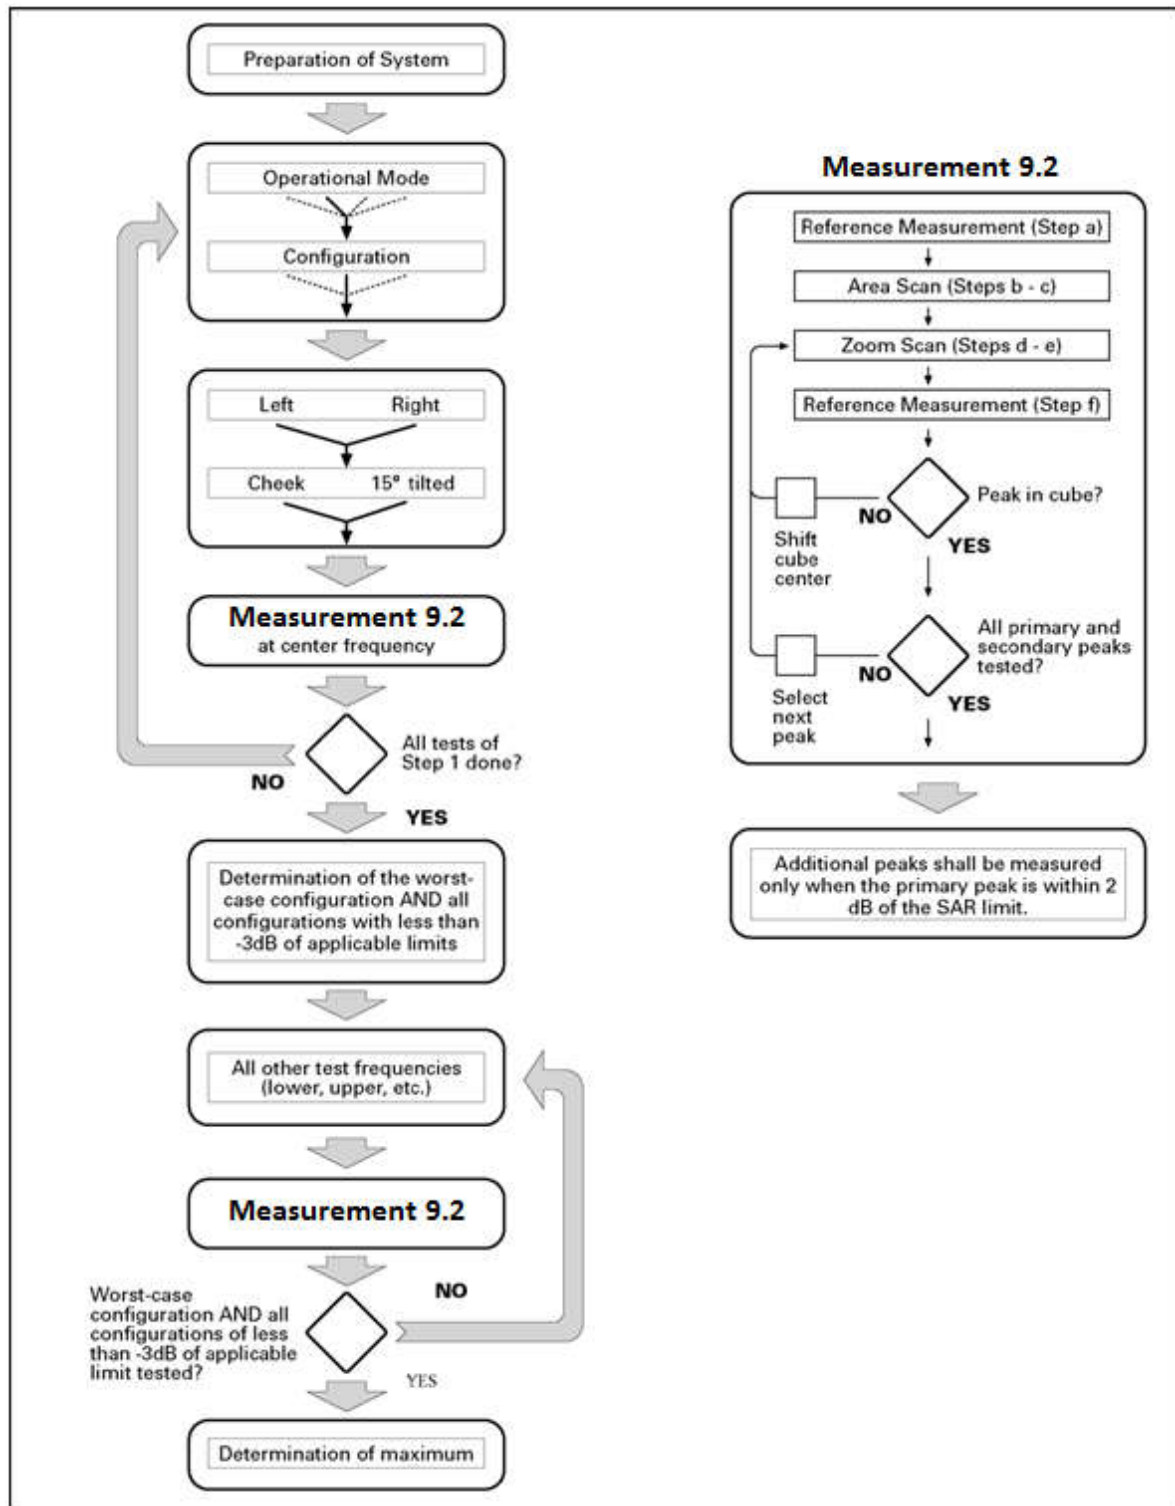 Preparation of System
Operational Mode
Configuration
Left Right
Cheek 15° tilted
Measurement 9.2
at center frequency
All tests of
Step 1 done?
NO
YES
Determination of the worst-
case configuration AND all
configurations with less than
-3dB of applicable limits
All other test frequencies
(lower, upper, etc.)
Measurement 9.2
NO
Worst-case
configuration AND all
configurations of less
than -3dB of applicable
limit tested?
YES
Determination of maximum
Measurement 9.2
Reference Measurement (Step a)
Area Scan (Steps b - c)
Zoom Scan (Steps d - e)
Reference Measurement (Step f)
Peak in cube?
NO
YES
Shift
cube
center
All primary and
secondary peaks
tested?
NO
YES
Select
next
peak
Additional peaks shall be measured
only when the primary peak is within 2
dB of the SAR limit.